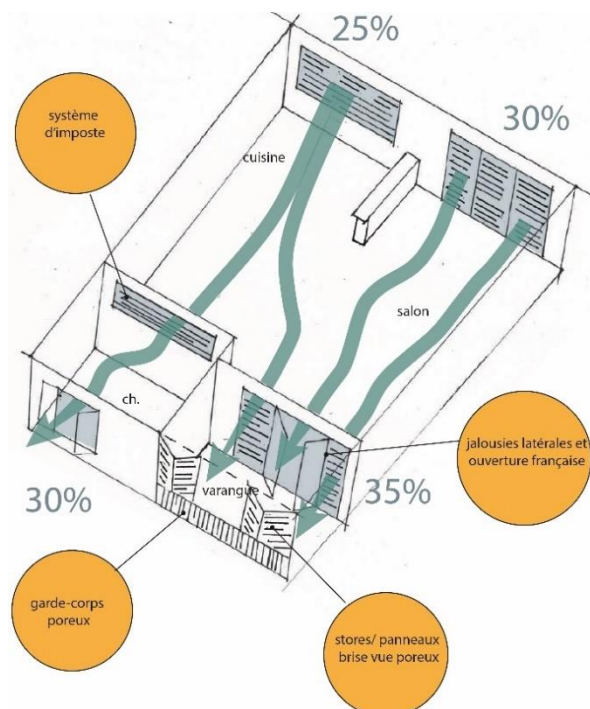 25%
30%
système
d'imposte
cuisine
salon
ch.
jalousies latérales et
ouverture française
varangue
30%
35%
garde-corps
poreux
stores/ panneaux
brise vue poreux